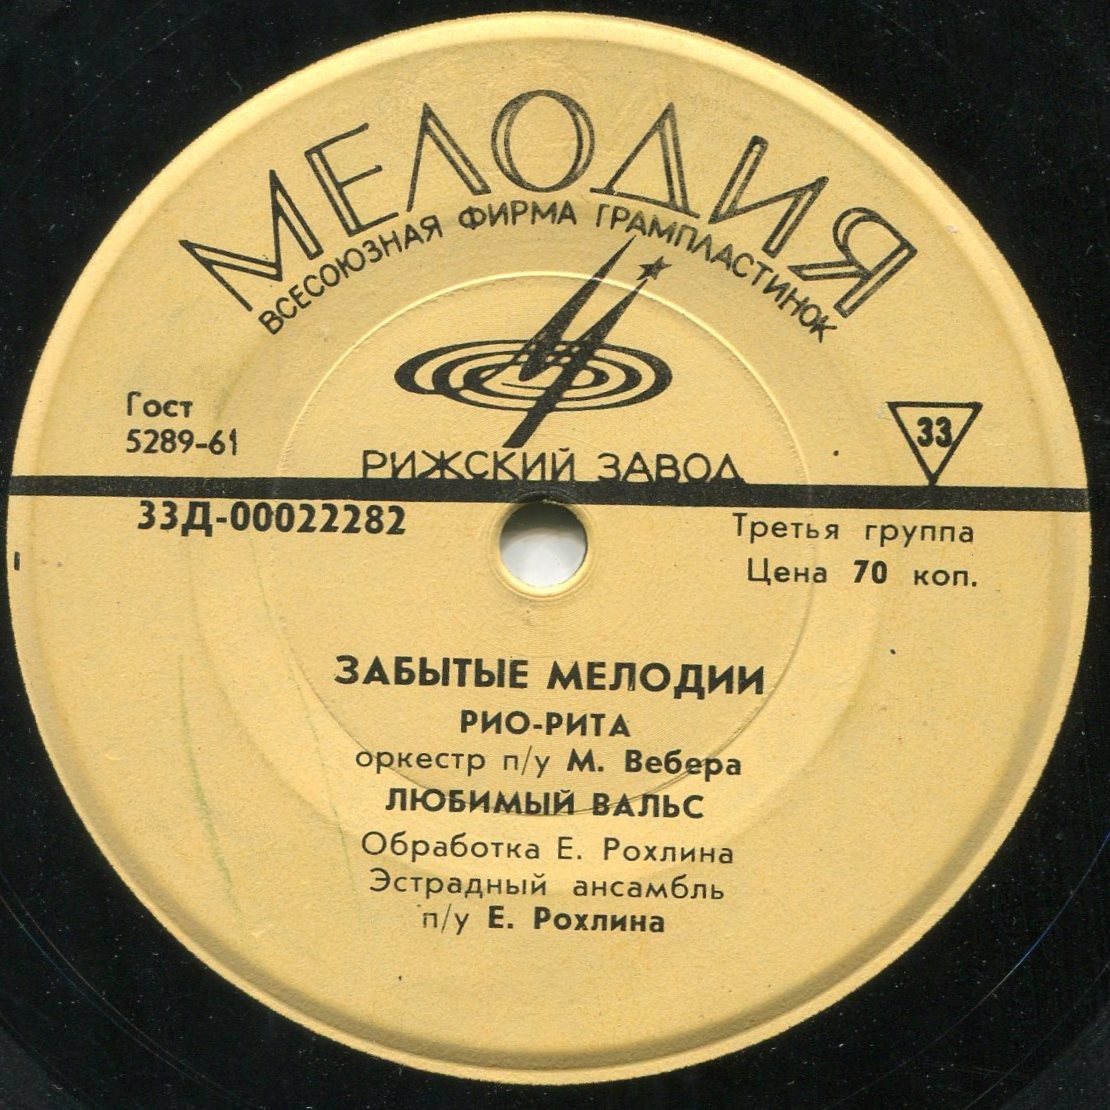 МЕЛОДИЯ
ВСЕСОЮЗНАЯ ФИРМА ГРАМПЛАСТИНОК
Гост
5289-61
33
РИЖСКИЙ ЗАВОД
33Д-00022282
Третья группа
Цена 70 коп.
ЗАБЫТЫЕ МЕЛОДИИ
РИО-РИТА
оркестр п/у М. Вебера
ЛЮБИМЫЙ ВАЛЬС
Обработка Е. Рохлина
Эстрадный ансамбль
п/у Е. Рохлина